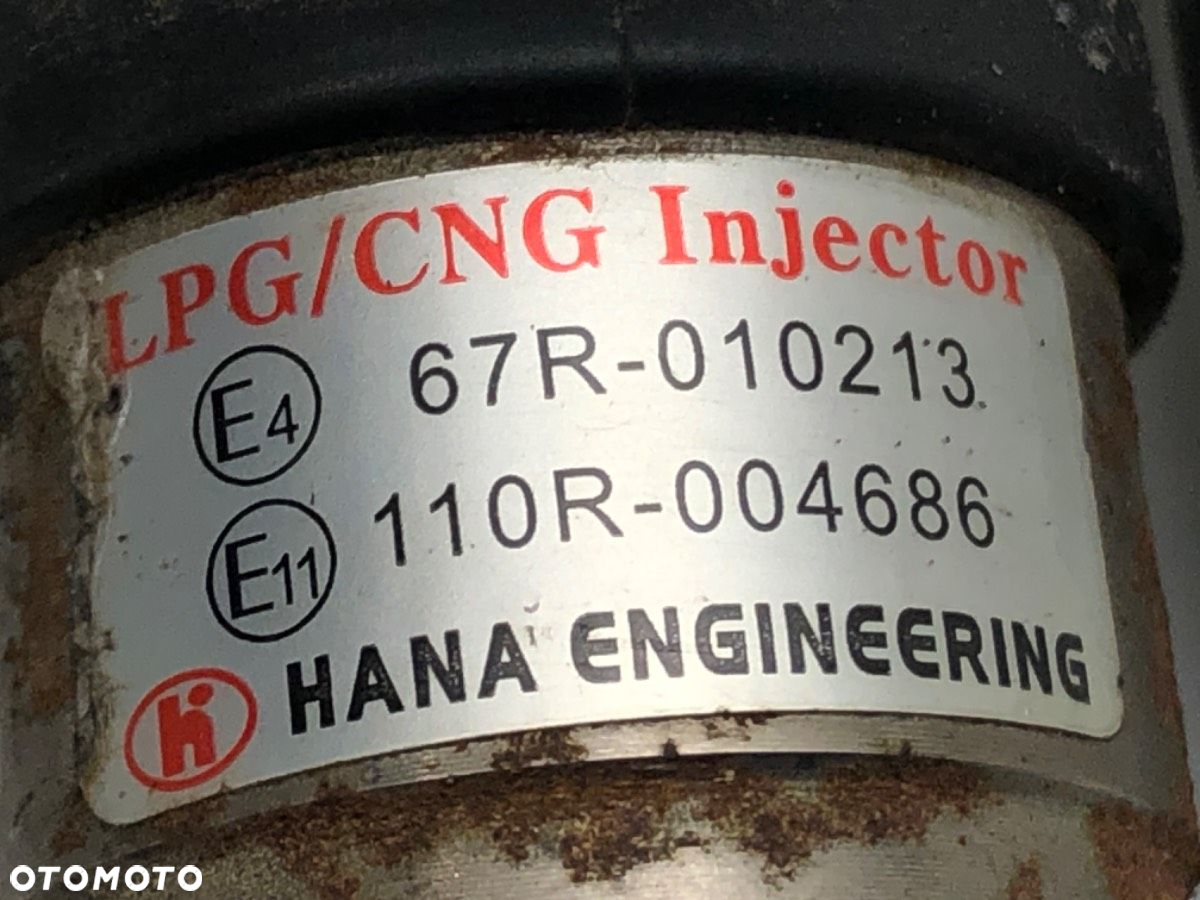 LPG/CNG Injector
E4 67R-010213
E11 110R-004686
HANA ENGINEERING
OTOMOTO